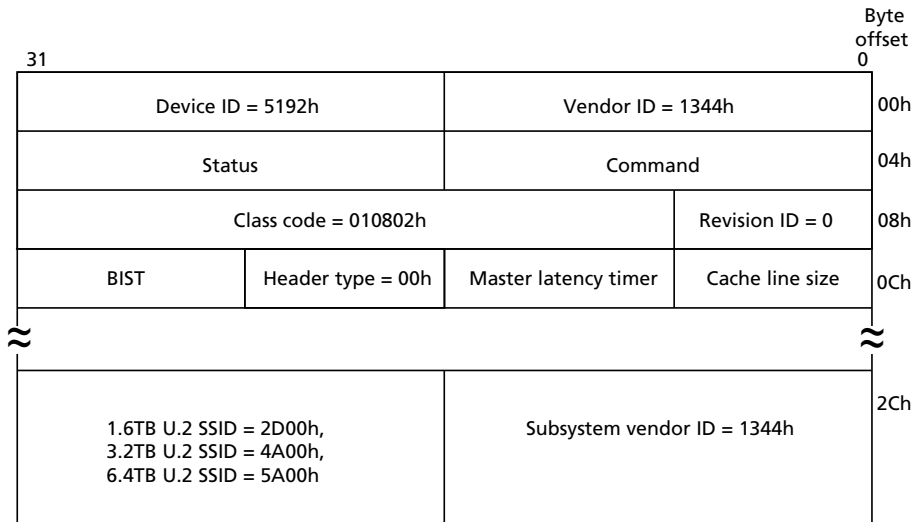 Byte
offset
31 0
Device ID = 5192h Vendor ID = 1344h 00h
Status Command 04h
Class code = 010802h Revision ID = 0 08h
BIST Header type = 00h Master latency timer Cache line size 0Ch
≈ ≈
2Ch
1.6TB U.2 SSID = 2D00h, Subsystem vendor ID = 1344h
3.2TB U.2 SSID = 4A00h,
6.4TB U.2 SSID = 5A00h